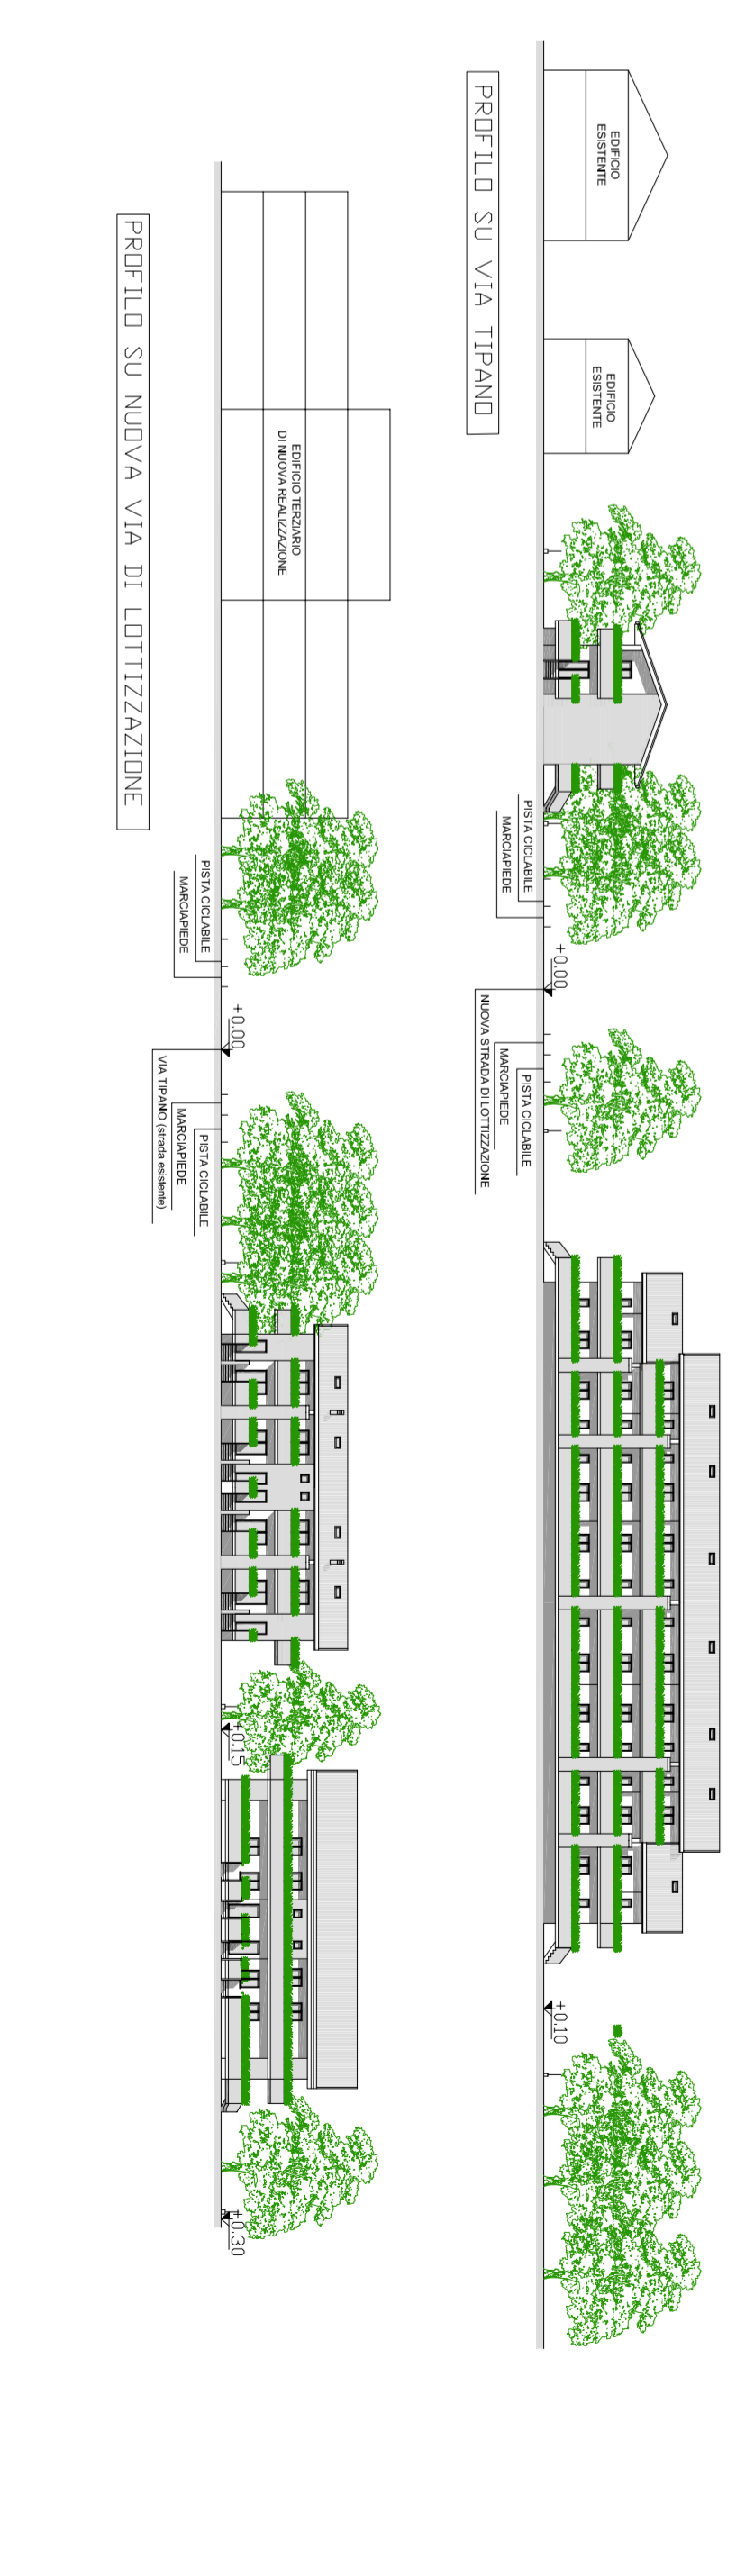 EDIFICIO
ESISTENTE
EDIFICIO
ESISTENTE
PISTA CICLABILE
MARCIAPIEDE
+0.00
NUOVA STRADA DI LOTTIZZAZIONE
MARCIAPIEDE
PISTA CICLABILE
+0.10
PROFILO SU VIA TIPANO
EDIFICIO TERZIARIO
DI NUOVA REALIZZAZIONE
PISTA CICLABILE
MARCIAPIEDE
+0.00
VIA TIPANO (strada esistente)
MARCIAPIEDE
PISTA CICLABILE
+0.15
+0.30
PROFILO SU NUOVA VIA DI LOTTIZZAZIONE